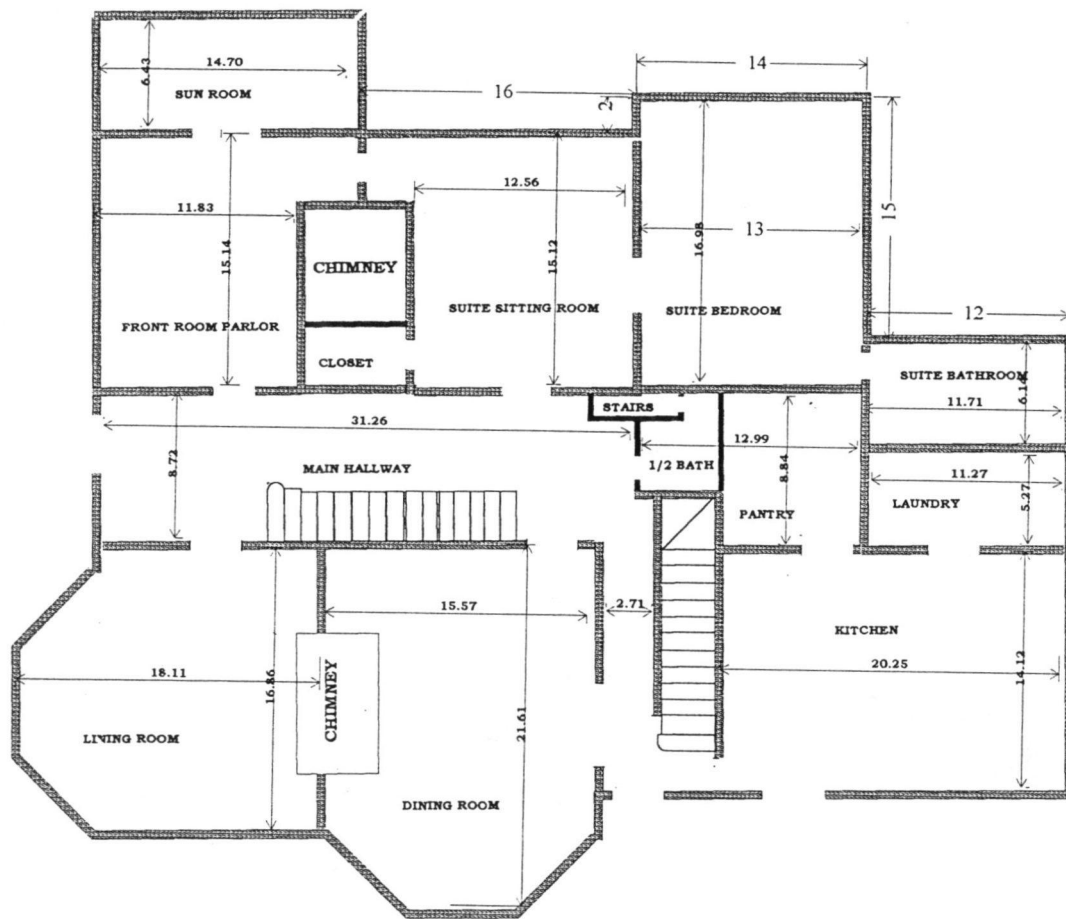 14
14.70
6.43
SUN ROOM
16
2
12.56
11.83
15.14
CHIMNEY
15.12
16.98
13
15
SUITE SITTING ROOM
SUITE BEDROOM
12
FRONT ROOM PARLOR
CLOSET
SUITE BATHROOM
6.14
11.71
STAIRS
31.26
12.99
8.72
MAIN HALLWAY
1/2 BATH
8.84
11.27
LAUNDRY
5.27
PANTRY
15.57
2.71
KITCHEN
18.11
16.86
CHIMNEY
20.25
14.12
21.61
LIVING ROOM
DINING ROOM